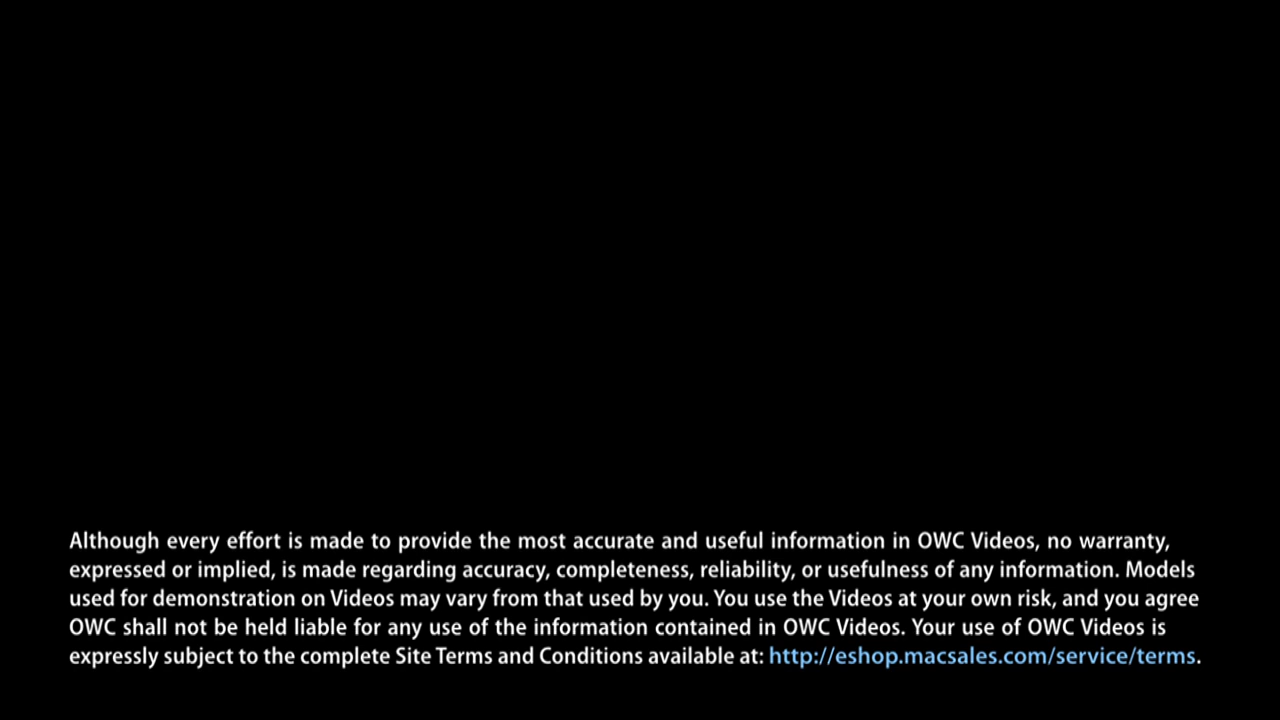 Although every effort is made to provide the most accurate and useful information in OWC Videos, no warranty,
expressed or implied, is made regarding accuracy, completeness, reliability, or usefulness of any information. Models
used for demonstration on Videos may vary from that used by you. You use the Videos at your own risk, and you agree
OWC shall not be held liable for any use of the information contained in OWC Videos. Your use of OWC Videos is
expressly subject to the complete Site Terms and Conditions available at: http://eshop.macsales.com/service/terms.